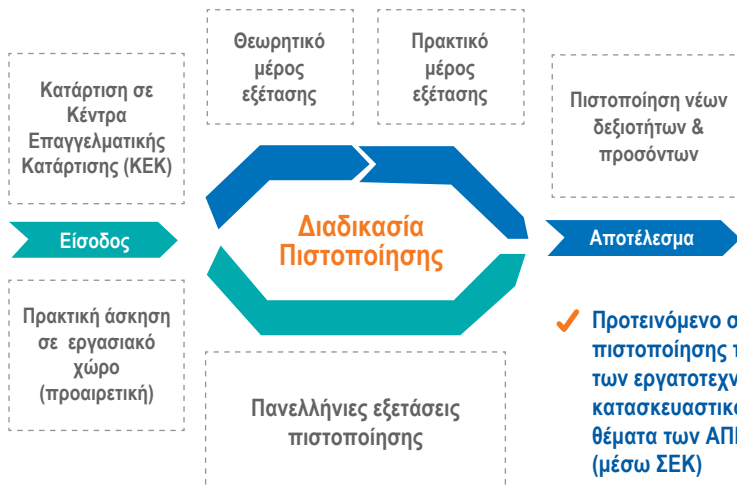 Θεωρητικό
μέρος
εξέτασης
Πρακτικό
μέρος
εξέτασης
Κατάρτιση σε
Κέντρα
Επαγγελματικής
Κατάρτισης (ΚΕΚ)
Πιστοποίηση νέων
δεξιοτήτων &
προσόντων
Είσοδος
Διαδικασία
Πιστοποίησης
Αποτέλεσμα
Πρακτική άσκηση
σε εργασιακό
χώρο
(προαιρετική)
Πανελλήνιες εξετάσεις
πιστοποίησης
Προτεινόμενο
πιστοποίησης
των
θέματα των
(μέσω ΣΕΚ)